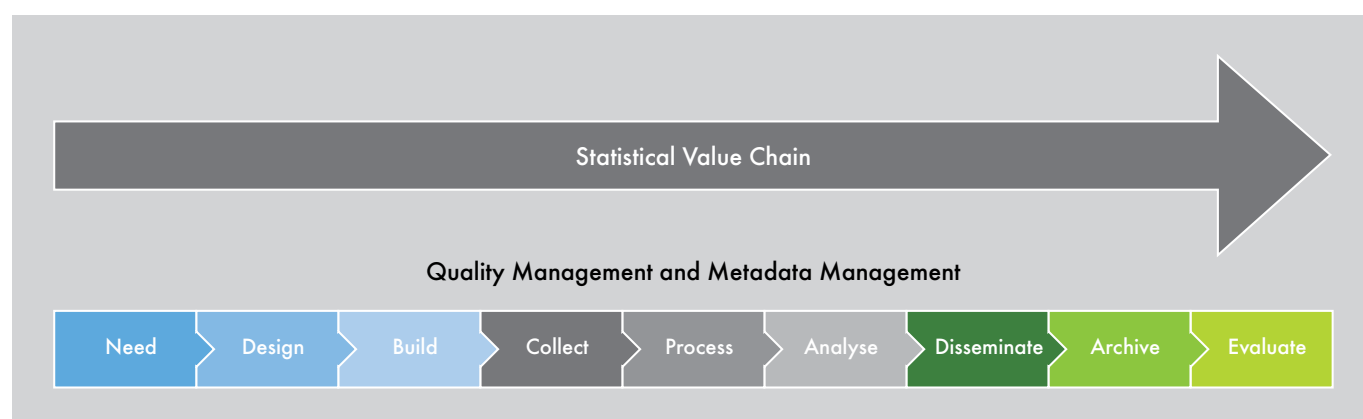 Statistical Value Chain
Quality Management and Metadata Management
Need Design Build Collect Process Analyse Disseminate Archive Evaluate